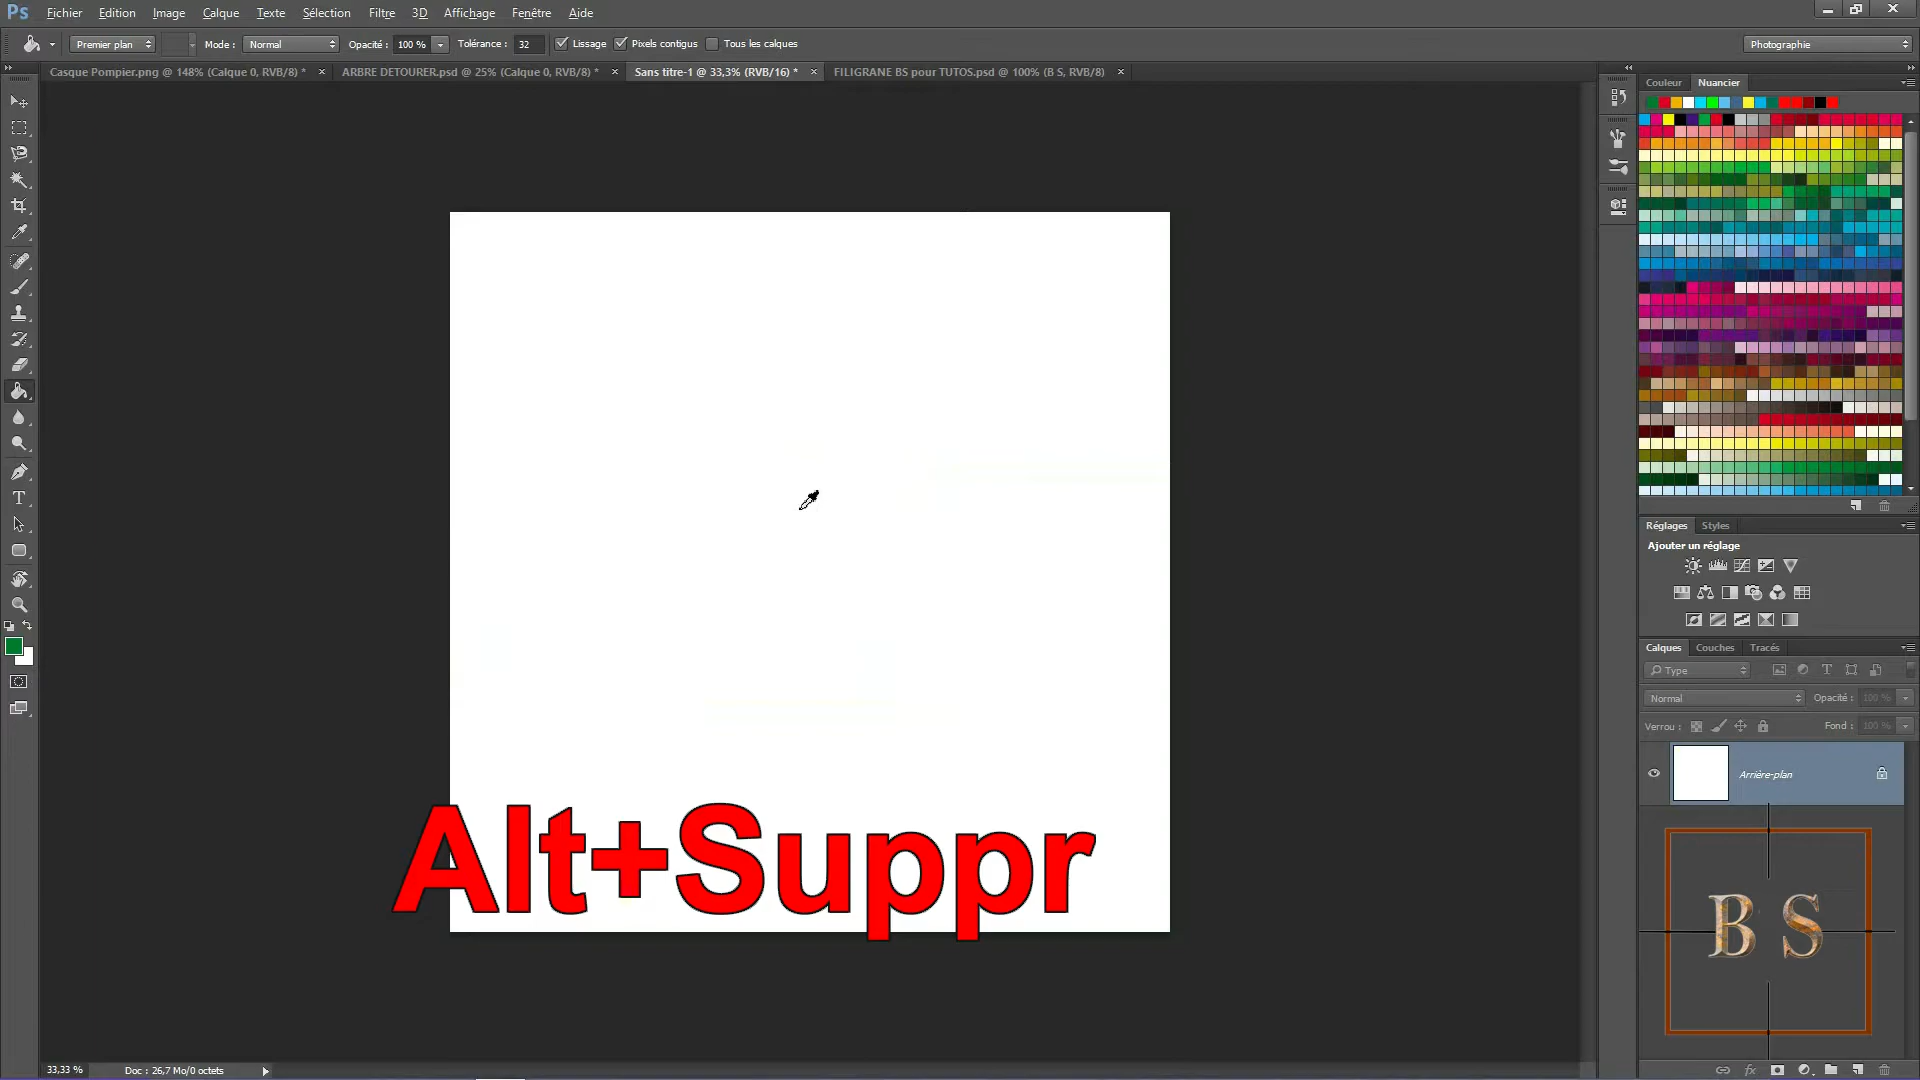 Ps Fichier Edition Image Calque Texte Sélection Filtre 3D Affichage Fenêtre Aide
Premier plan Mode : Normal Opacité : 100 % Tolérance : 32 Lissage Pixels contigus Tous les calques Photographie
Casque Pompier.png @ 148% (Calque 0, RVB/8) * × ARBRE DETOURER.psd @ 25% (Calque 0, RVB/8) * × Sans titre-1 @ 33,3% (RVB/16) * × FILIGRANE BS pour TUTOS.psd @ 100% (B S, RVB/8) ×
Couleur Nuancier
Réglages Styles
Ajouter un réglage
Calques Couches Tracés
Type
Normal Opacité : 100 %
Verrou : Fond : 100 %
Arrière-plan
Alt+Suppr
B S
33,33 % Doc : 26,7 Mo/0 octets